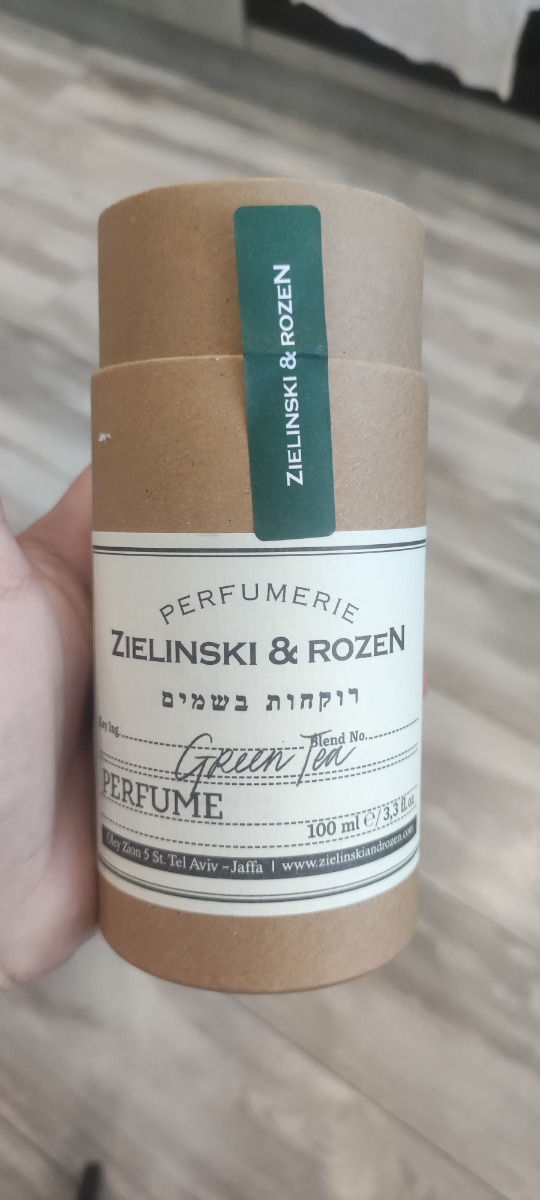 ZIELINSKI & ROZEN
PERFUMERIE
ZIELINSKI & ROZEN
רוקחות בשמים
Key Ing. Blend No.
Green Tea
PERFUME
100 ml ℮ / 3,3 fl.oz
Oley Zion 5 St. Tel Aviv – Jaffa | www.zielinskiandrozen.com